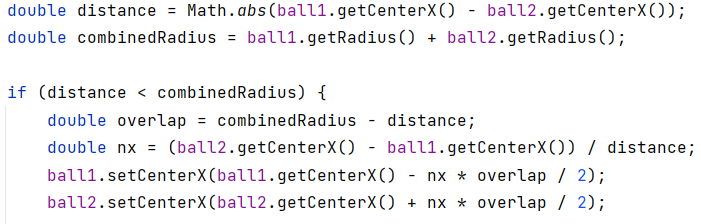 double distance = Math.abs(ball1.getCenterX() - ball2.getCenterX());
double combinedRadius = ball1.getRadius() + ball2.getRadius();
if (distance < combinedRadius) {
double overlap = combinedRadius - distance;
double nx = (ball2.getCenterX() - ball1.getCenterX()) / distance;
ball1.setCenterX(ball1.getCenterX() - nx * overlap / 2);
ball2.setCenterX(ball2.getCenterX() + nx * overlap / 2);